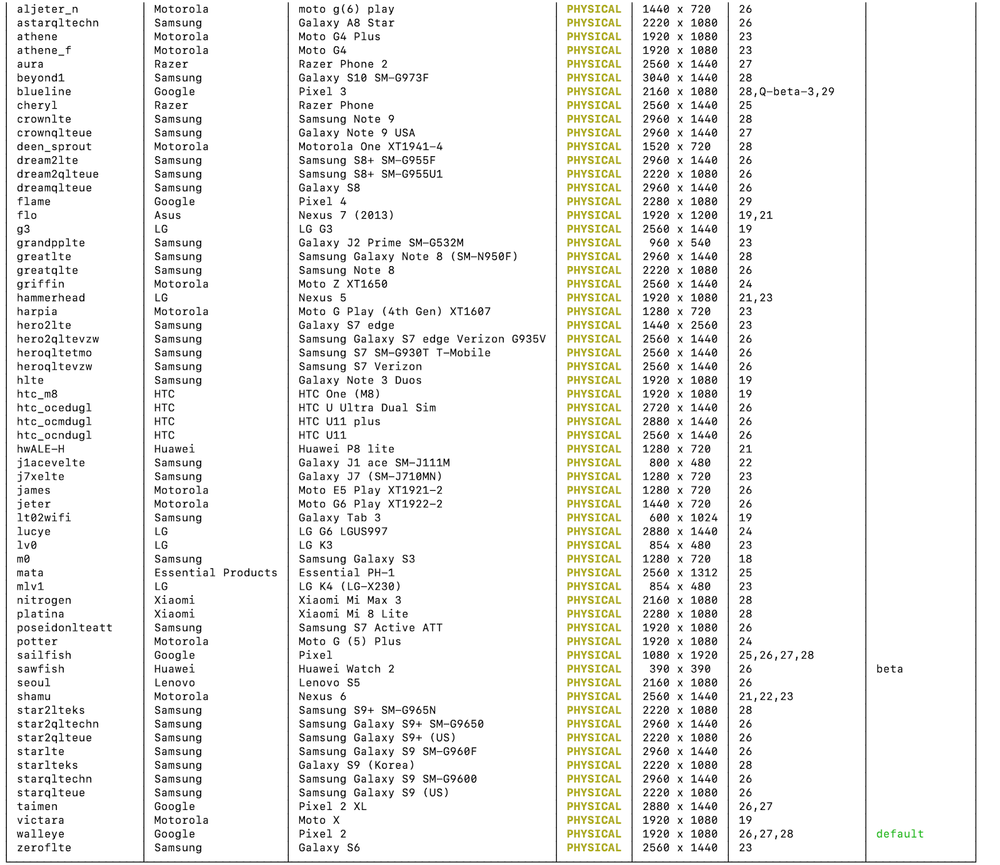 aljeter_n Motorola moto g(6) play PHYSICAL 1440 x 720 26
astarqltechn Samsung Galaxy A8 Star PHYSICAL 2220 x 1080 26
athene Motorola Moto G4 Plus PHYSICAL 1920 x 1080 23
athene_f Motorola Moto G4 PHYSICAL 1920 x 1080 23
aura Razer Razer Phone 2 PHYSICAL 2560 x 1440 27
beyond1 Samsung Galaxy S10 SM-G973F PHYSICAL 3040 x 1440 28
blueline Google Pixel 3 PHYSICAL 2160 x 1080 28,Q-beta-3,29
cheryl Razer Razer Phone PHYSICAL 2560 x 1440 25
crownlte Samsung Samsung Note 9 PHYSICAL 2960 x 1440 28
crownqlteue Samsung Galaxy Note 9 USA PHYSICAL 2960 x 1440 27
deen_sprout Motorola Motorola One XT1941-4 PHYSICAL 1520 x 720 28
dream2lte Samsung Samsung S8+ SM-G955F PHYSICAL 2960 x 1440 26
dream2qlteue Samsung Samsung S8+ SM-G955U1 PHYSICAL 2220 x 1080 26
dreamqlteue Samsung Galaxy S8 PHYSICAL 2960 x 1440 26
flame Google Pixel 4 PHYSICAL 2280 x 1080 29
flo Asus Nexus 7 (2013) PHYSICAL 1920 x 1200 19,21
g3 LG LG G3 PHYSICAL 2560 x 1440 19
grandpplte Samsung Galaxy J2 Prime SM-G532M PHYSICAL 960 x 540 23
greatlte Samsung Samsung Galaxy Note 8 (SM-N950F) PHYSICAL 2960 x 1440 28
greatqlte Samsung Samsung Note 8 PHYSICAL 2220 x 1080 26
griffin Motorola Moto Z XT1650 PHYSICAL 2560 x 1440 24
hammerhead LG Nexus 5 PHYSICAL 1920 x 1080 21,23
harpia Motorola Moto G Play (4th Gen) XT1607 PHYSICAL 1280 x 720 23
hero2lte Samsung Galaxy S7 edge PHYSICAL 1440 x 2560 23
hero2qltevzw Samsung Samsung Galaxy S7 edge Verizon G935V PHYSICAL 2560 x 1440 26
heroqltetmo Samsung Samsung S7 SM-G930T T-Mobile PHYSICAL 2560 x 1440 26
heroqltevzw Samsung Samsung S7 Verizon PHYSICAL 2560 x 1440 26
hlte Samsung Galaxy Note 3 Duos PHYSICAL 1920 x 1080 19
htc_m8 HTC HTC One (M8) PHYSICAL 1920 x 1080 19
htc_ocedugl HTC HTC U Ultra Dual Sim PHYSICAL 2720 x 1440 26
htc_ocmdugl HTC HTC U11 plus PHYSICAL 2880 x 1440 26
htc_ocndugl HTC HTC U11 PHYSICAL 2560 x 1440 26
hwALE-H Huawei Huawei P8 lite PHYSICAL 1280 x 720 21
j1acevelte Samsung Galaxy J1 ace SM-J111M PHYSICAL 800 x 480 22
j7xelte Samsung Galaxy J7 (SM-J710MN) PHYSICAL 1280 x 720 23
james Motorola Moto E5 Play XT1921-2 PHYSICAL 1280 x 720 26
jeter Motorola Moto G6 Play XT1922-2 PHYSICAL 1440 x 720 26
lt02wifi Samsung Galaxy Tab 3 PHYSICAL 600 x 1024 19
lucye LG LG G6 LGUS997 PHYSICAL 2880 x 1440 24
lv0 LG LG K3 PHYSICAL 854 x 480 23
m0 Samsung Samsung Galaxy S3 PHYSICAL 1280 x 720 18
mata Essential Products Essential PH-1 PHYSICAL 2560 x 1312 25
mlv1 LG LG K4 (LG-X230) PHYSICAL 854 x 480 23
nitrogen Xiaomi Xiaomi Mi Max 3 PHYSICAL 2160 x 1080 28
platina Xiaomi Xiaomi Mi 8 Lite PHYSICAL 2280 x 1080 28
poseidonlteatt Samsung Samsung S7 Active ATT PHYSICAL 1920 x 1080 26
potter Motorola Moto G (5) Plus PHYSICAL 1920 x 1080 24
sailfish Google Pixel PHYSICAL 1080 x 1920 25,26,27,28
sawfish Huawei Huawei Watch 2 PHYSICAL 390 x 390 26 beta
seoul Lenovo Lenovo S5 PHYSICAL 2160 x 1080 26
shamu Motorola Nexus 6 PHYSICAL 2560 x 1440 21,22,23
star2lteks Samsung Samsung S9+ SM-G965N PHYSICAL 2220 x 1080 28
star2qltechn Samsung Samsung Galaxy S9+ SM-G9650 PHYSICAL 2960 x 1440 26
star2qlteue Samsung Samsung Galaxy S9+ (US) PHYSICAL 2220 x 1080 26
starlte Samsung Samsung Galaxy S9 SM-G960F PHYSICAL 2960 x 1440 26
starlteks Samsung Galaxy S9 (Korea) PHYSICAL 2220 x 1080 28
starqltechn Samsung Samsung Galaxy S9 SM-G9600 PHYSICAL 2960 x 1440 26
starqlteue Samsung Samsung Galaxy S9 (US) PHYSICAL 2220 x 1080 26
taimen Google Pixel 2 XL PHYSICAL 2880 x 1440 26,27
victara Motorola Moto X PHYSICAL 1920 x 1080 19
walleye Google Pixel 2 PHYSICAL 1920 x 1080 26,27,28 default
zeroflte Samsung Galaxy S6 PHYSICAL 2560 x 1440 23